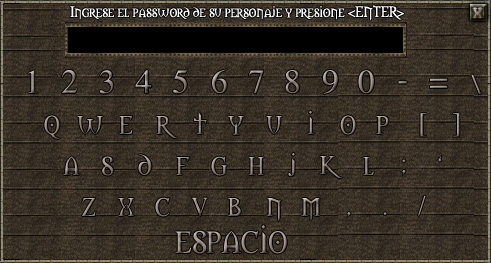 Ingrese el password de su personaje y presione <ENTER>
X
1 2 3 4 5 6 7 8 9 0 - = \
Q W E R T Y U I O P [ ]
A S D F G H J K L : '
Z X C V B N M , . /
ESPACIO